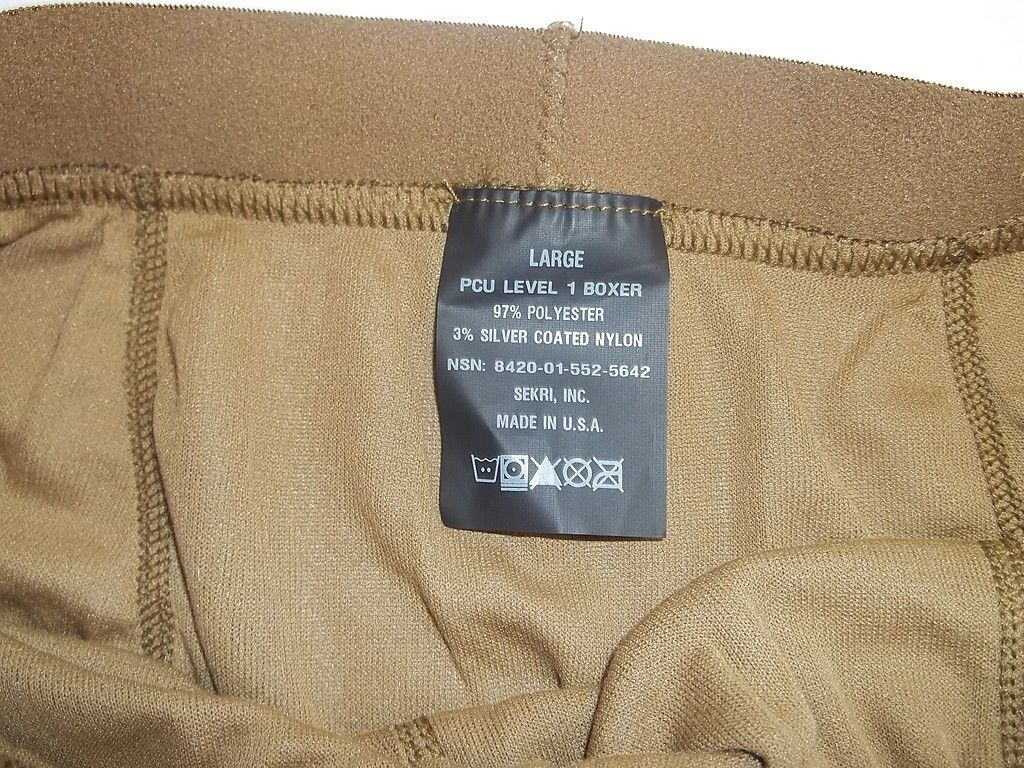 LARGE
PCU LEVEL 1 BOXER
97% POLYESTER
3% SILVER COATED NYLON
NSN: 8420-01-552-5642
SEKRI, INC.
MADE IN U.S.A.